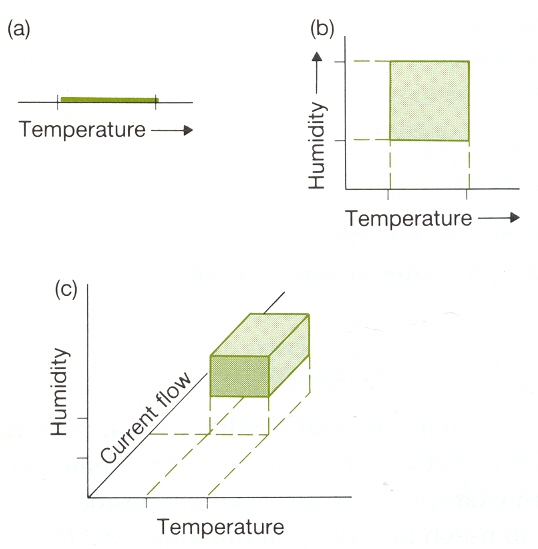 (a)
Temperature
(b)
Humidity
Temperature
(c)
Humidity
Current flow
Temperature